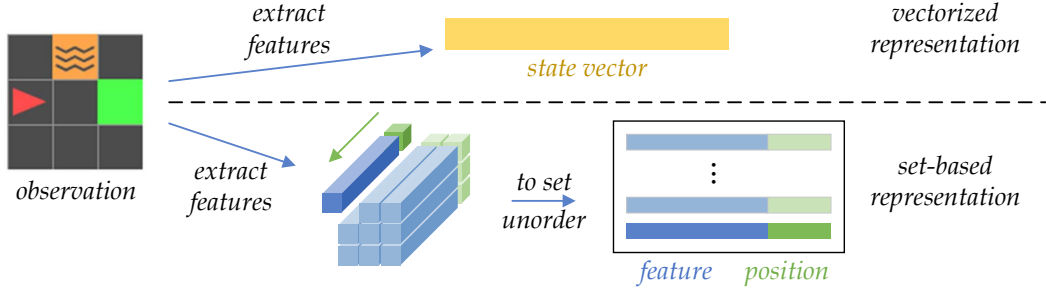 extract
features
state vector
vectorized
representation
observation
extract
features
to set
unorder
feature position
set-based
representation